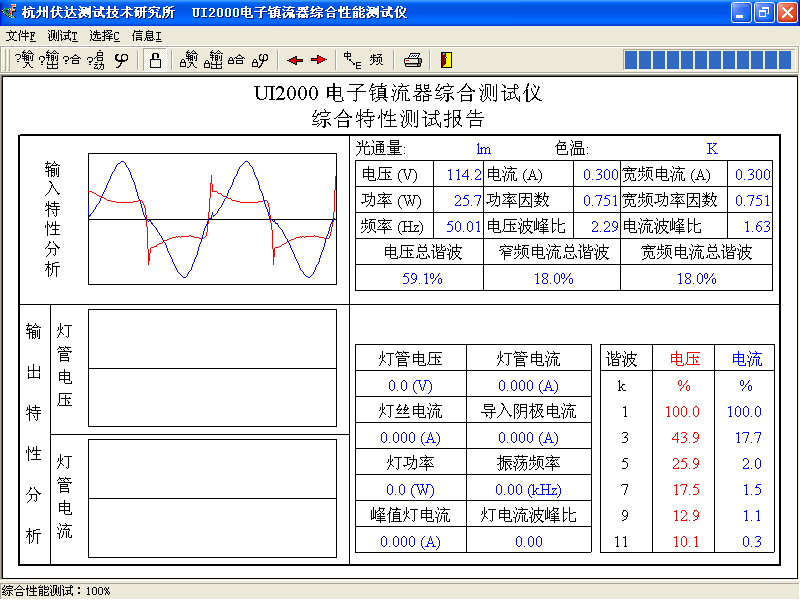 杭州伏达测试技术研究所 UI2000电子镇流器综合性能测试仪
文件F 测试T 选择C 信息I
?输入 ?输出 ?合 ?启动 中E 频
UI2000 电子镇流器综合测试仪
综合特性测试报告
输入特性分析
光通量: lm 色温: K
电压 (V) 114.2 电流 (A) 0.300 宽频电流 (A) 0.300
功率 (W) 25.7 功率因数 0.751 宽频功率因数 0.751
频率 (Hz) 50.01 电压波峰比 2.29 电流波峰比 1.63
电压总谐波 窄频电流总谐波 宽频电流总谐波
59.1% 18.0% 18.0%
输出特性分析
灯管电压
灯管电流
灯管电压 灯管电流
0.0 (V) 0.000 (A)
灯丝电流 导入阴极电流
0.000 (A) 0.000 (A)
灯功率 振荡频率
0.0 (W) 0.00 (kHz)
峰值灯电流 灯电流波峰比
0.000 (A) 0.00
谐波 电压 电流
k % %
1 100.0 100.0
3 43.9 17.7
5 25.9 2.0
7 17.5 1.5
9 12.9 1.1
11 10.1 0.3
综合性能测试：100%